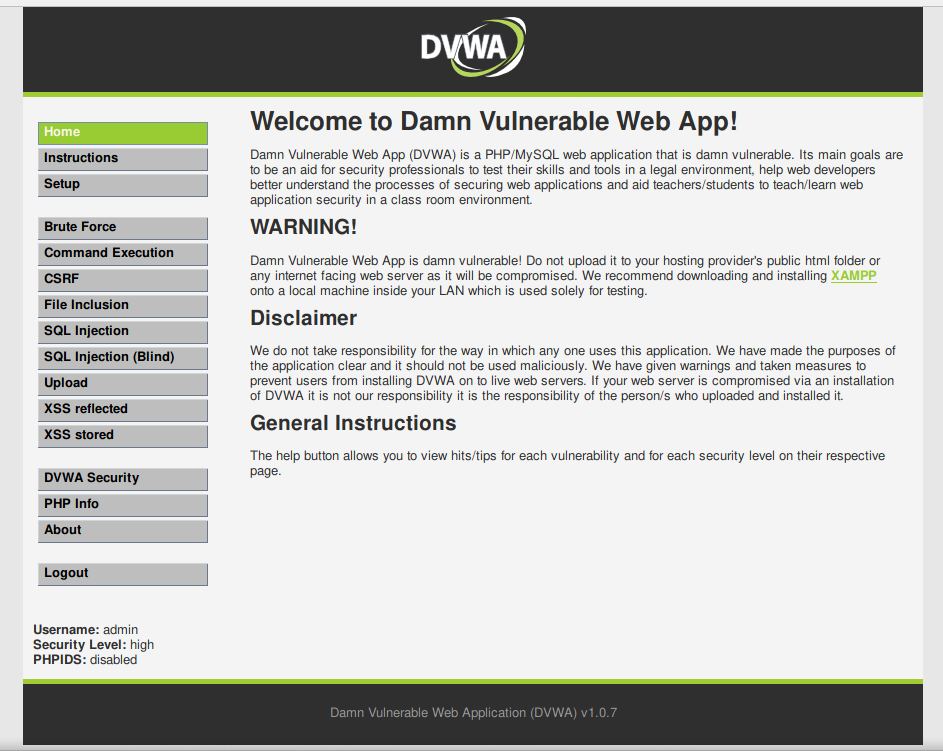 DVWA
Home
Instructions
Setup
Brute Force
Command Execution
CSRF
File Inclusion
SQL Injection
SQL Injection (Blind)
Upload
XSS reflected
XSS stored
DVWA Security
PHP Info
About
Logout
Username: admin
Security Level: high
PHPIDS: disabled
Welcome to Damn Vulnerable Web App!
Damn Vulnerable Web App (DVWA) is a PHP/MySQL web application that is damn vulnerable. Its main goals are
to be an aid for security professionals to test their skills and tools in a legal environment, help web developers
better understand the processes of securing web applications and aid teachers/students to teach/learn web
application security in a class room environment.
WARNING!
Damn Vulnerable Web App is damn vulnerable! Do not upload it to your hosting provider's public html folder or
any internet facing web server as it will be compromised. We recommend downloading and installing XAMPP
onto a local machine inside your LAN which is used solely for testing.
Disclaimer
We do not take responsibility for the way in which any one uses this application. We have made the purposes of
the application clear and it should not be used maliciously. We have given warnings and taken measures to
prevent users from installing DVWA on to live web servers. If your web server is compromised via an installation
of DVWA it is not our responsibility it is the responsibility of the person/s who uploaded and installed it.
General Instructions
The help button allows you to view hits/tips for each vulnerability and for each security level on their respective
page.
Damn Vulnerable Web Application (DVWA) v1.0.7